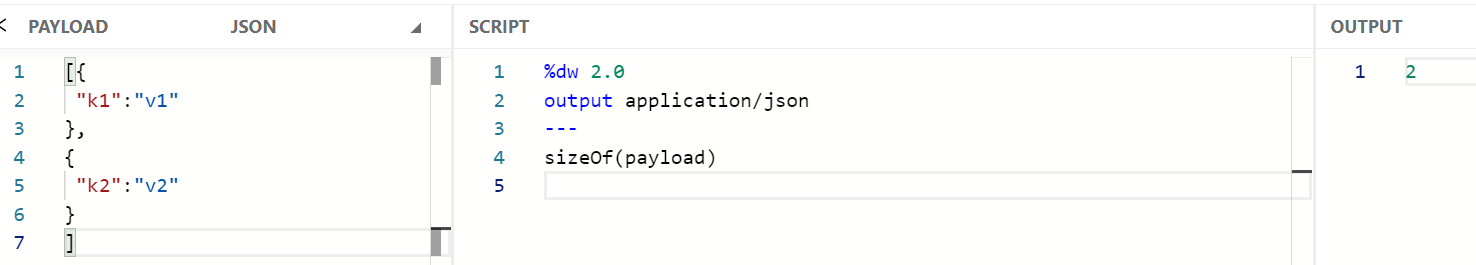 PAYLOAD JSON
1 [{
2 "k1":"v1"
3 },
4 {
5 "k2":"v2"
6 }
7 ]
SCRIPT
1 %dw 2.0
2 output application/json
3 ---
4 sizeOf(payload)
5
OUTPUT
1 2